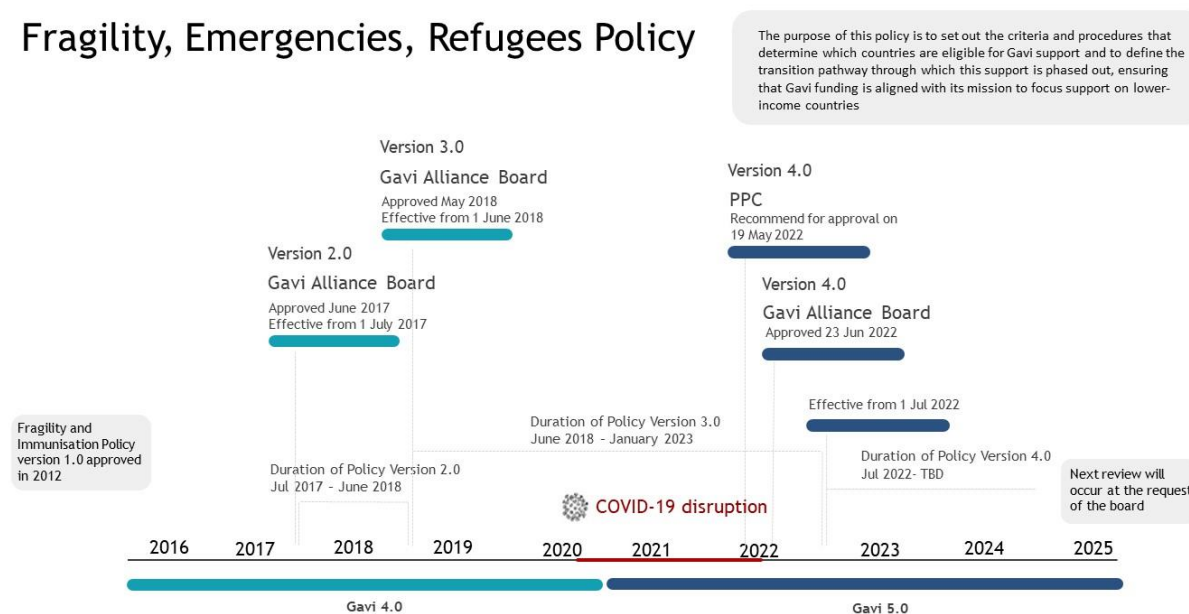 Fragility, Emergencies, Refugees Policy
The purpose of this policy is to set out the criteria and procedures that
determine which countries are eligible for Gavi support and to define the
transition pathway through which this support is phased out, ensuring
that Gavi funding is aligned with its mission to focus support on lower-
income countries
Version 3.0
Gavi Alliance Board
Approved May 2018
Effective from 1 June 2018
Version 4.0
PPC
Recommend for approval on
19 May 2022
Version 2.0
Gavi Alliance Board
Approved June 2017
Effective from 1 July 2017
Version 4.0
Gavi Alliance Board
Approved 23 Jun 2022
Effective from 1 Jul 2022
Fragility and
Immunisation Policy
version 1.0 approved
in 2012
Duration of Policy Version 3.0
June 2018 - January 2023
Duration of Policy Version 2.0
Jul 2017 - June 2018
Duration of Policy Version 4.0
Jul 2022- TBD
Next review will
occur at the request
of the board
COVID-19 disruption
2016 2017 2018 2019 2020 2021 2022 2023 2024 2025
Gavi 4.0 Gavi 5.0